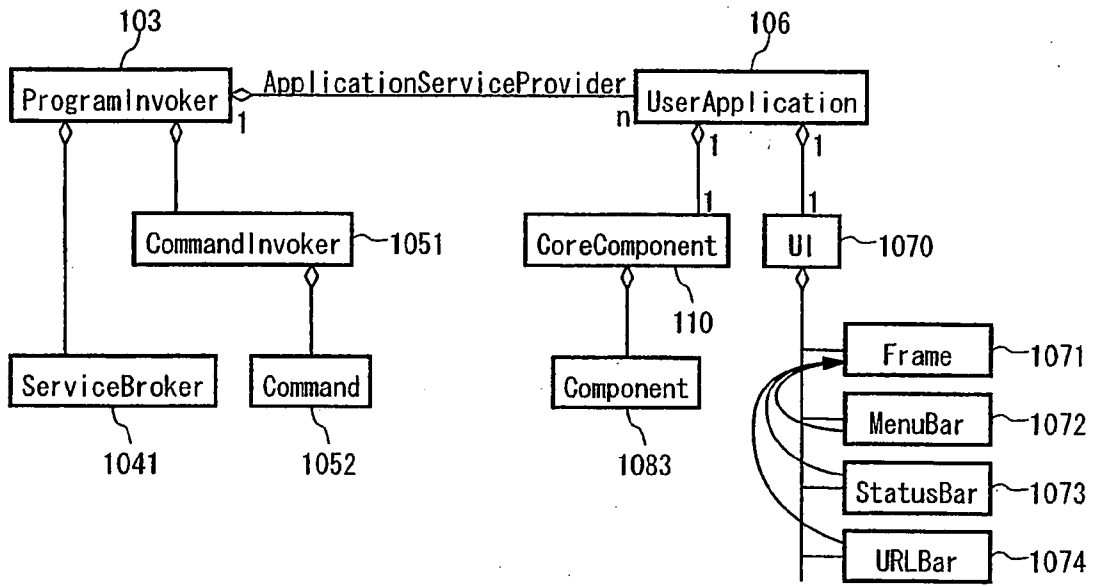 103
106
ProgramInvoker
ApplicationServiceProvider
UserApplication
1
n
1
1
1
1
CommandInvoker
1051
CoreComponent
UI
1070
110
Frame
1071
ServiceBroker
Command
Component
MenuBar
1072
1041
1052
1083
StatusBar
1073
URLBar
1074